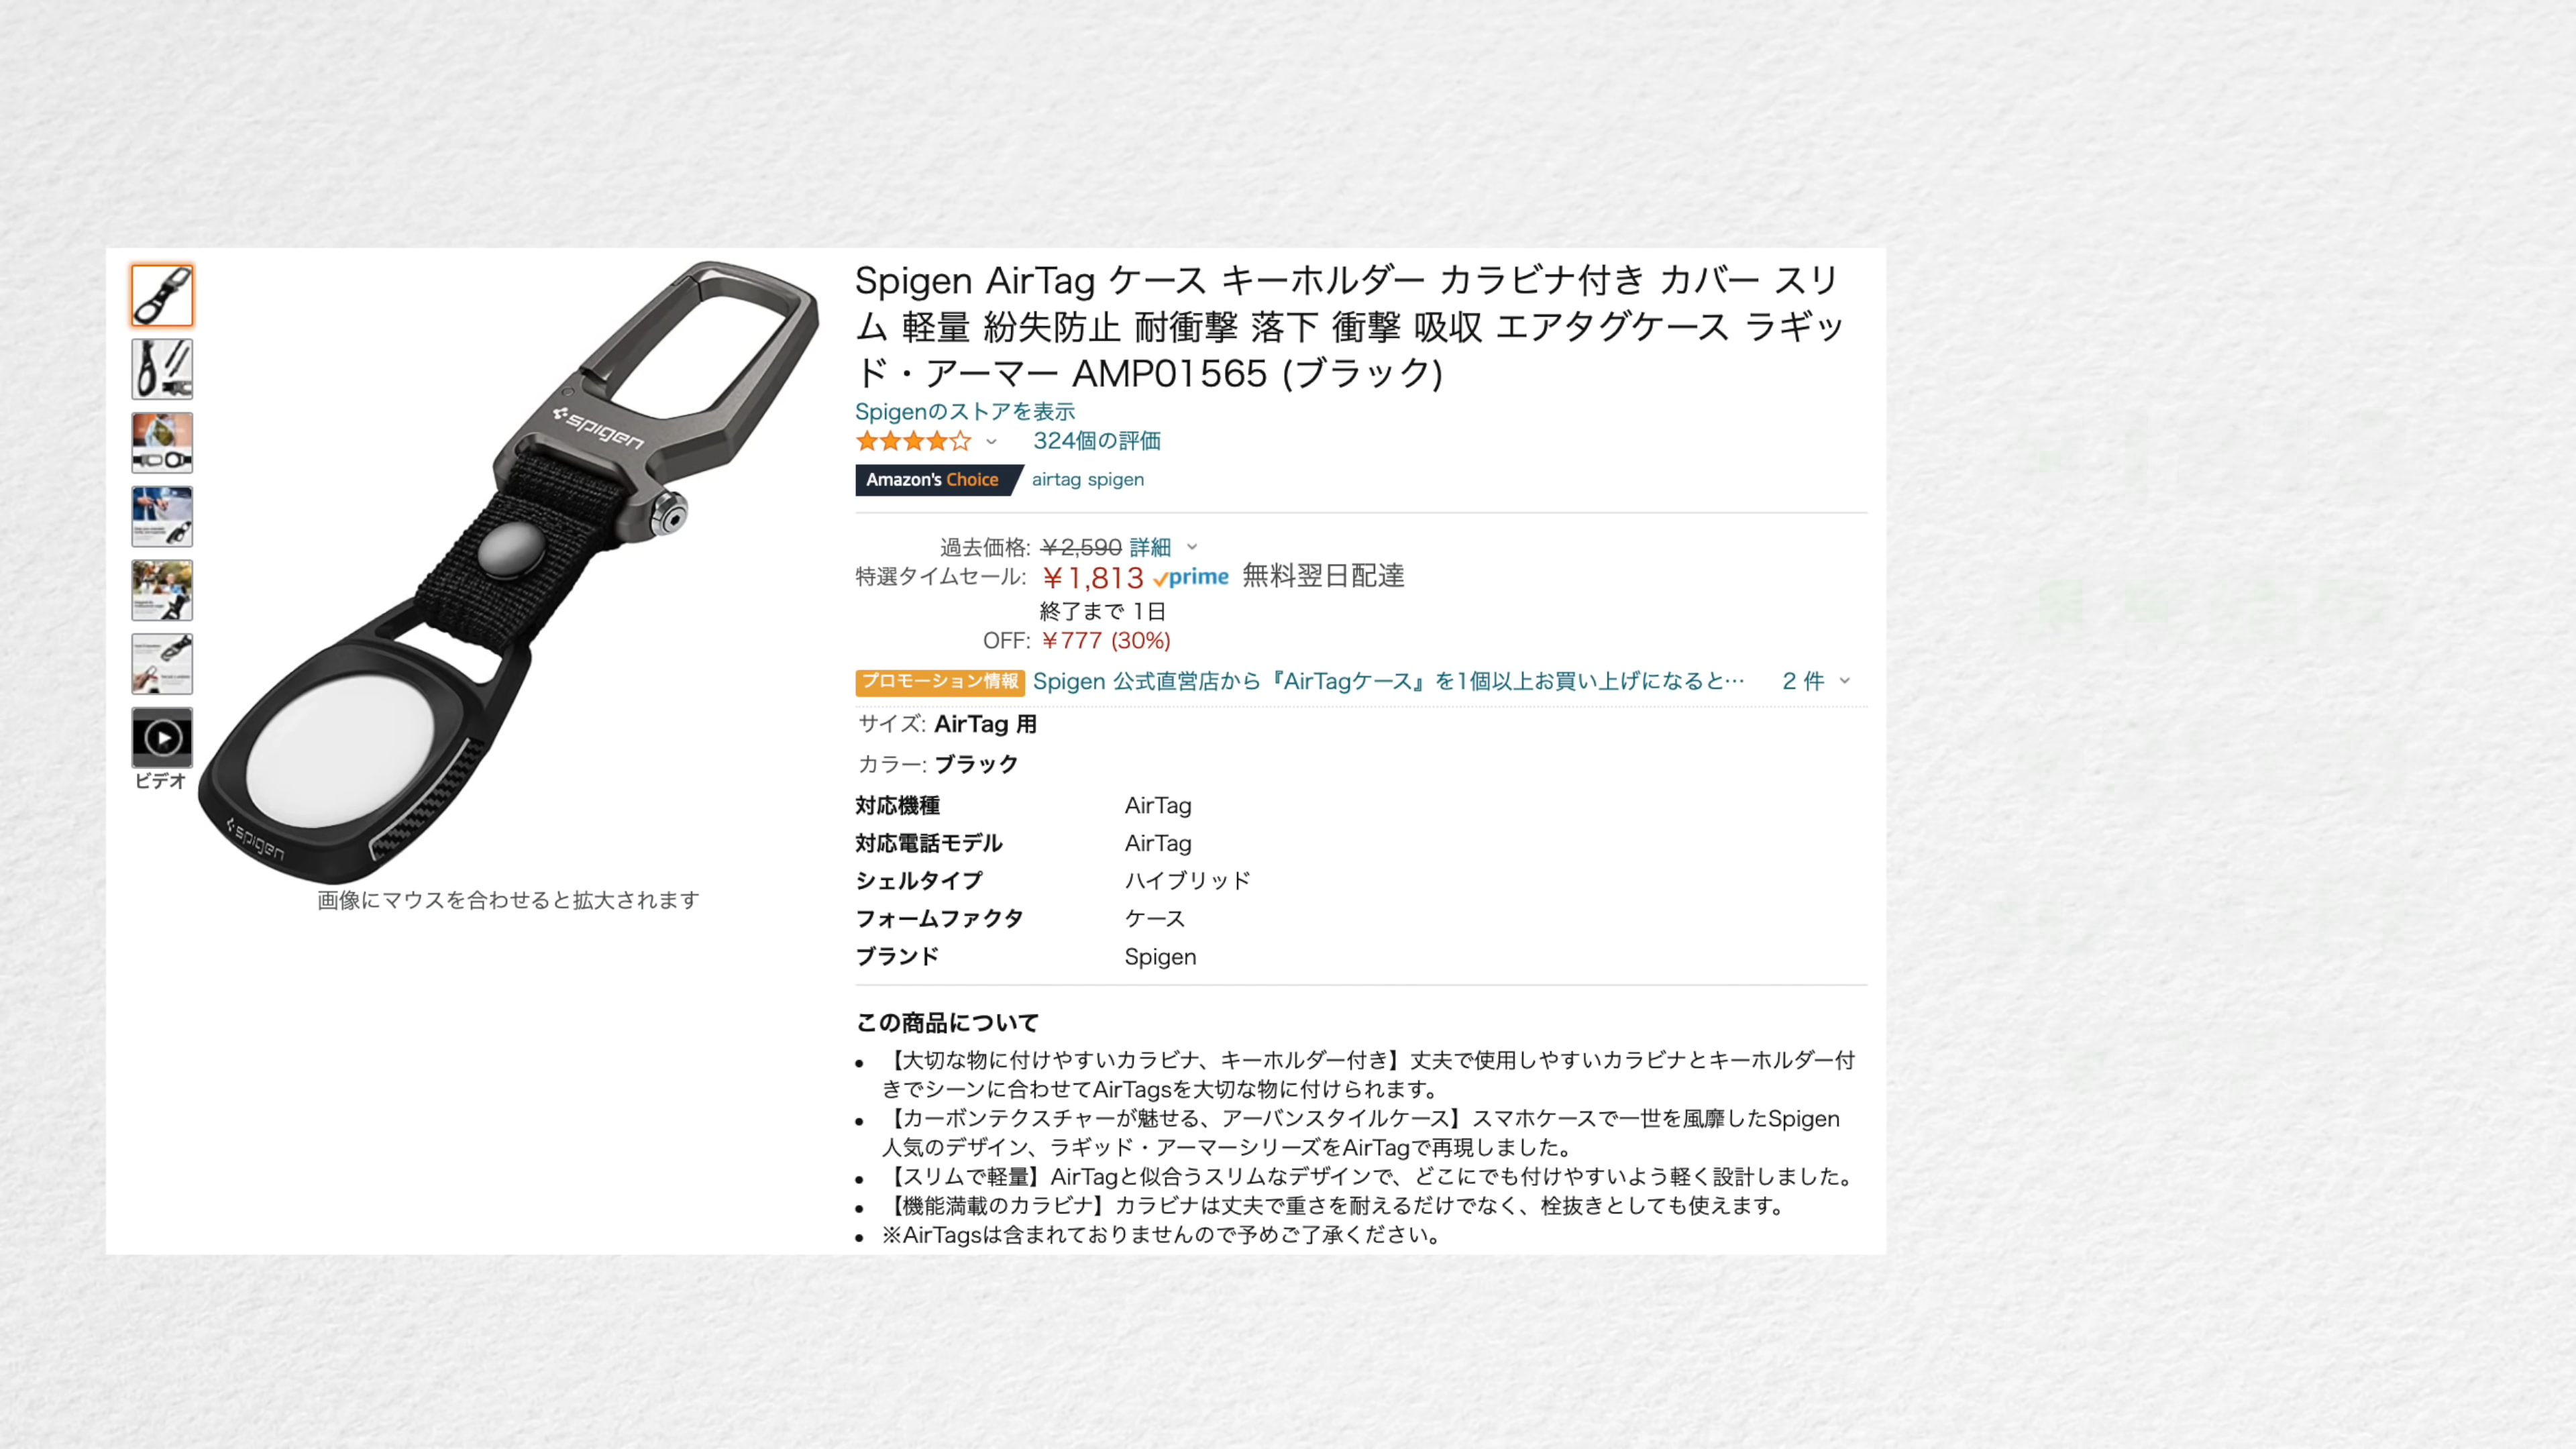 Spigen AirTag ケース キーホルダー カラビナ付き カバー スリ
ム 軽量 紛失防止 耐衝撃 落下 衝撃 吸収 エアタグケース ラギッ
ド・アーマー AMP01565 (ブラック)
Spigenのストアを表示
324個の評価
Amazon's Choice airtag spigen
過去価格: ￥2,590 詳細
特選タイムセール: ￥1,813 prime 無料翌日配達
終了まで 1日
OFF: ￥777 (30%)
プロモーション情報 Spigen 公式直営店から『AirTagケース』を1個以上お買い上げになると… 2 件
サイズ: AirTag 用
カラー: ブラック
対応機種 AirTag
対応電話モデル AirTag
シェルタイプ ハイブリッド
フォームファクタ ケース
ブランド Spigen
この商品について
• 【大切な物に付けやすいカラビナ、キーホルダー付き】丈夫で使用しやすいカラビナとキーホルダー付
きでシーンに合わせてAirTagsを大切な物に付けられます。
• 【カーボンテクスチャーが魅せる、アーバンスタイルケース】スマホケースで一世を風靡したSpigen
人気のデザイン、ラギッド・アーマーシリーズをAirTagで再現しました。
• 【スリムで軽量】AirTagと似合うスリムなデザインで、どこにでも付けやすいよう軽く設計しました。
• 【機能満載のカラビナ】カラビナは丈夫で重さを耐えるだけでなく、栓抜きとしても使えます。
• ※AirTagsは含まれておりませんので予めご了承ください。
spigen
spigen
ビデオ
画像にマウスを合わせると拡大されます